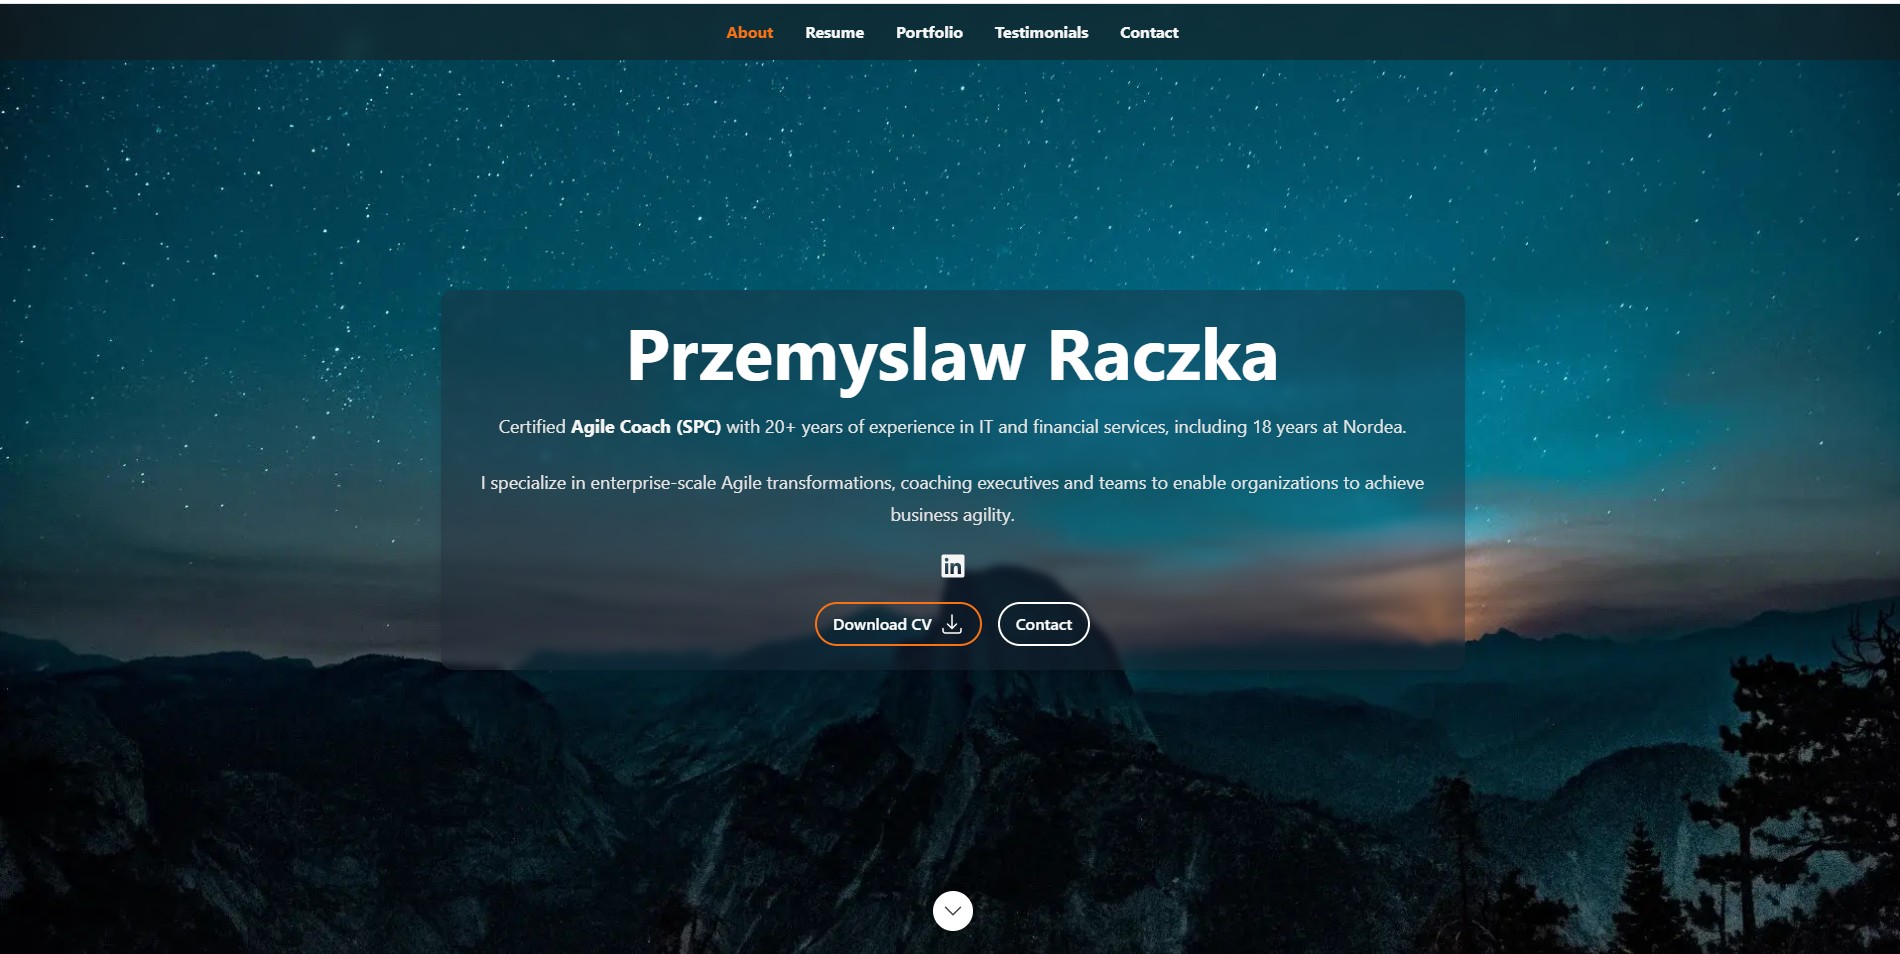 About Resume Portfolio Testimonials Contact
Przemyslaw Raczka
Certified Agile Coach (SPC) with 20+ years of experience in IT and financial services, including 18 years at Nordea.
I specialize in enterprise-scale Agile transformations, coaching executives and teams to enable organizations to achieve
business agility.
in
Download CV Contact